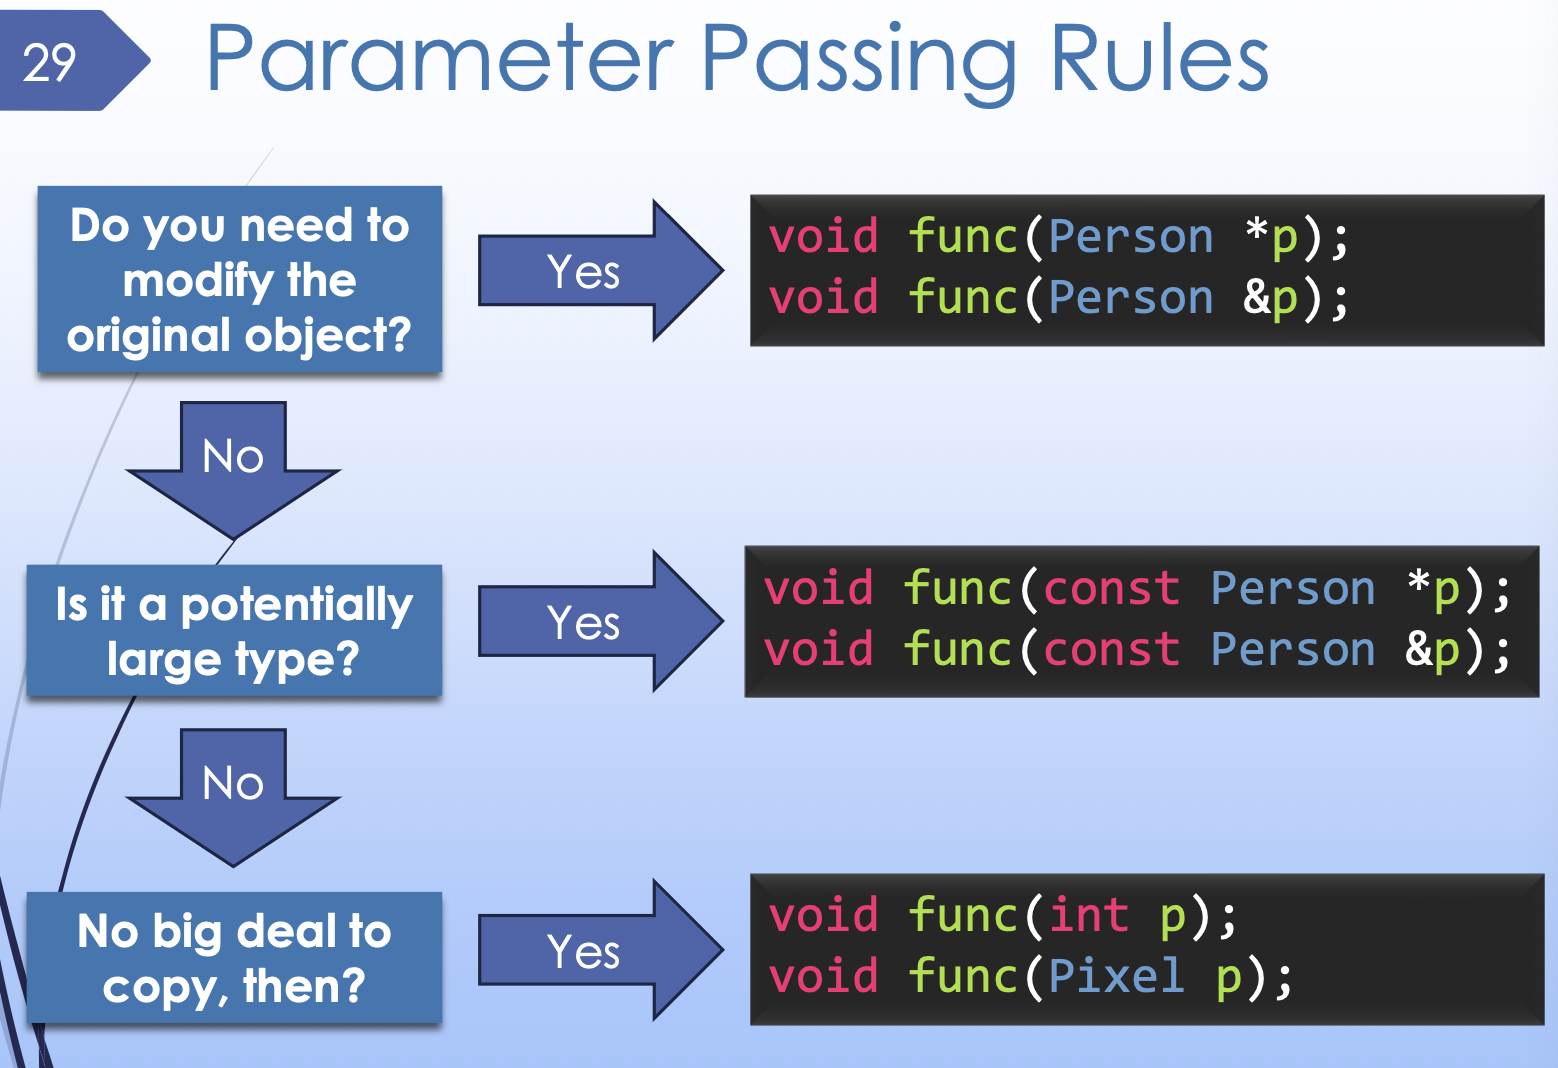 29
Parameter Passing Rules
Do you need to
modify the
original object?
Yes
void func(Person *p);
void func(Person &p);
No
Is it a potentially
large type?
Yes
void func(const Person *p);
void func(const Person &p);
No
No big deal to
copy, then?
Yes
void func(int p);
void func(Pixel p);